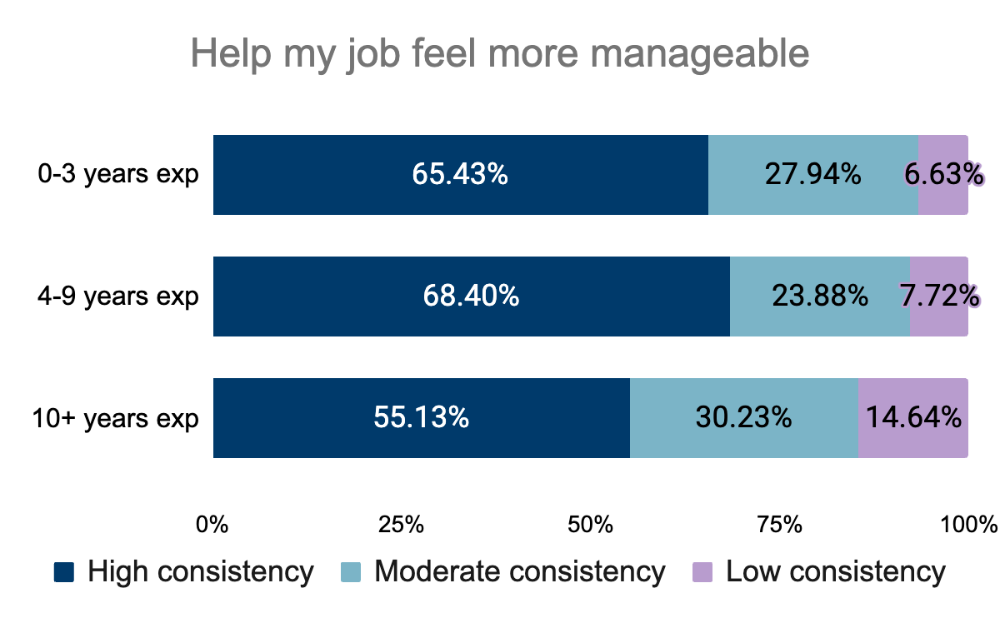 Help my job feel more manageable
0-3 years exp 65.43% 27.94% 6.63%
4-9 years exp 68.40% 23.88% 7.72%
10+ years exp 55.13% 30.23% 14.64%
0% 25% 50% 75% 100%
High consistency Moderate consistency Low consistency